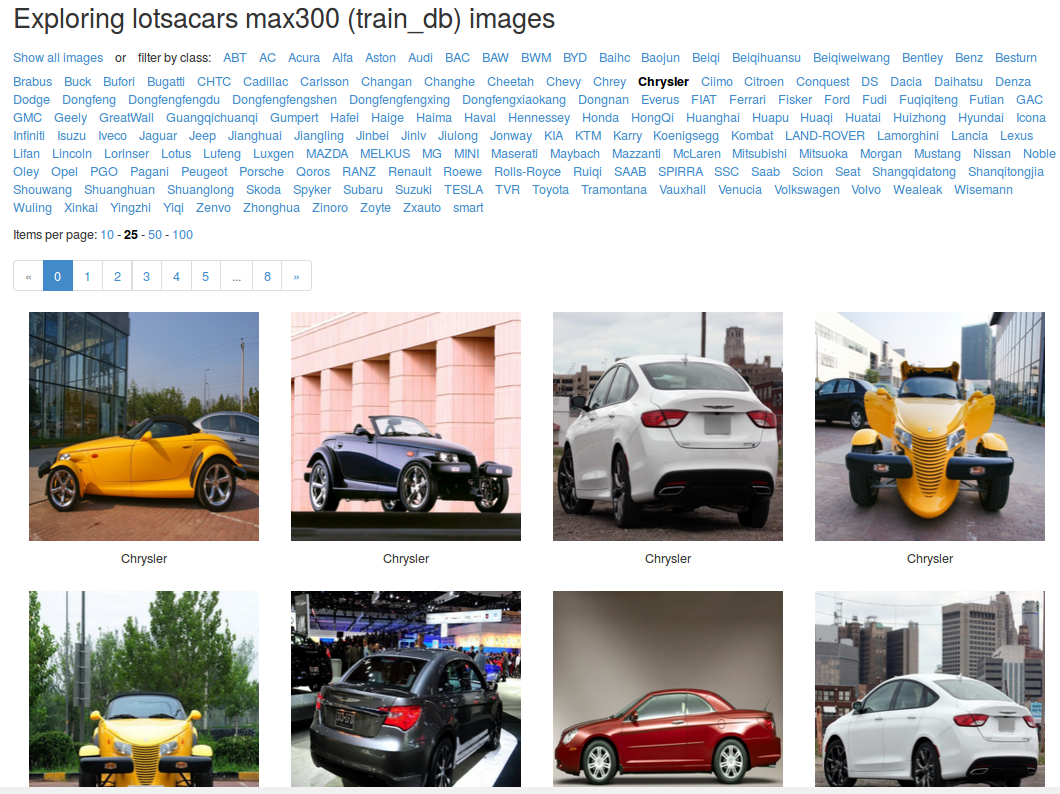 Exploring lotsacars max300 (train_db) images
Show all images or filter by class: ABT AC Acura Alfa Aston Audi BAC BAW BWM BYD Baihc Baojun Beiqi Beiqihuansu Beiqiweiwang Bentley Benz Besturn
Brabus Buck Bufori Bugatti CHTC Cadillac Carlsson Changan Changhe Cheetah Chevy Chrey Chrysler Ciimo Citroen Conquest DS Dacia Daihatsu Denza
Dodge Dongfeng Dongfengfengdu Dongfengfengshen Dongfengfengxing Dongfengxiaokang Dongnan Everus FIAT Ferrari Fisker Ford Fudi Fuqiqiteng Futian GAC
GMC Geely GreatWall Guangqichuanqi Gumpert Hafei Haige Haima Haval Hennessey Honda HongQi Huanghai Huapu Huaqi Huatai Huizhong Hyundai Icona
Infiniti Isuzu Iveco Jaguar Jeep Jianghuai Jiangling Jinbei Jinlv Jiulong Jonway KIA KTM Karry Koenigsegg Kombat LAND-ROVER Lamorghini Lancia Lexus
Lifan Lincoln Lorinser Lotus Lufeng Luxgen MAZDA MELKUS MG MINI Maserati Maybach Mazzanti McLaren Mitsubishi Mltsuoka Morgan Mustang Nissan Noble
Oley Opel PGO Pagani Peugeot Porsche Qoros RANZ Renault Roewe Rolls-Royce Ruiqi SAAB SPIRRA SSC Saab Scion Seat Shangqidatong Shanqitongjia
Shouwang Shuanghuan Shuanglong Skoda Spyker Subaru Suzuki TESLA TVR Toyota Tramontana Vauxhall Venucia Volkswagen Volvo Wealeak Wisemann
Wuling Xinkai Yingzhi Yiqi Zenvo Zhonghua Zinoro Zoyte Zxauto smart
Items per page: 10 - 25 - 50 - 100
« 0 1 2 3 4 5 ... 8 »
Chrysler Chrysler Chrysler Chrysler